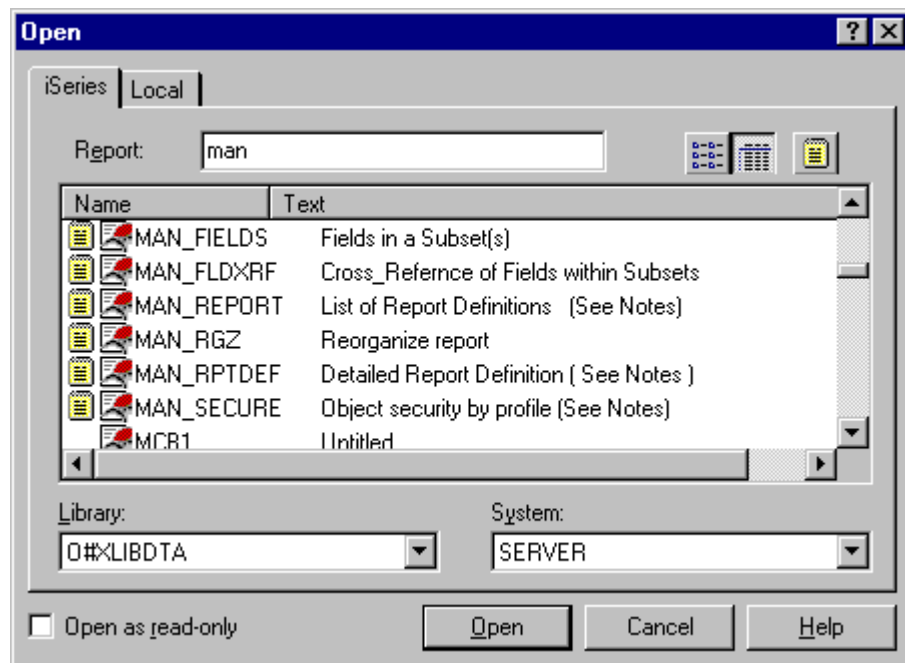 Open
iSeries Local
Report: man
Name Text
MAN_FIELDS Fields in a Subset(s)
MAN_FLDXRF Cross_Refernce of Fields within Subsets
MAN_REPORT List of Report Definitions (See Notes)
MAN_RGZ Reorganize report
MAN_RPTDEF Detailed Report Definition ( See Notes )
MAN_SECURE Object security by profile (See Notes)
MCB1 Untitled
Library: System:
O#XLIBDTA SERVER
Open as read-only Open Cancel Help